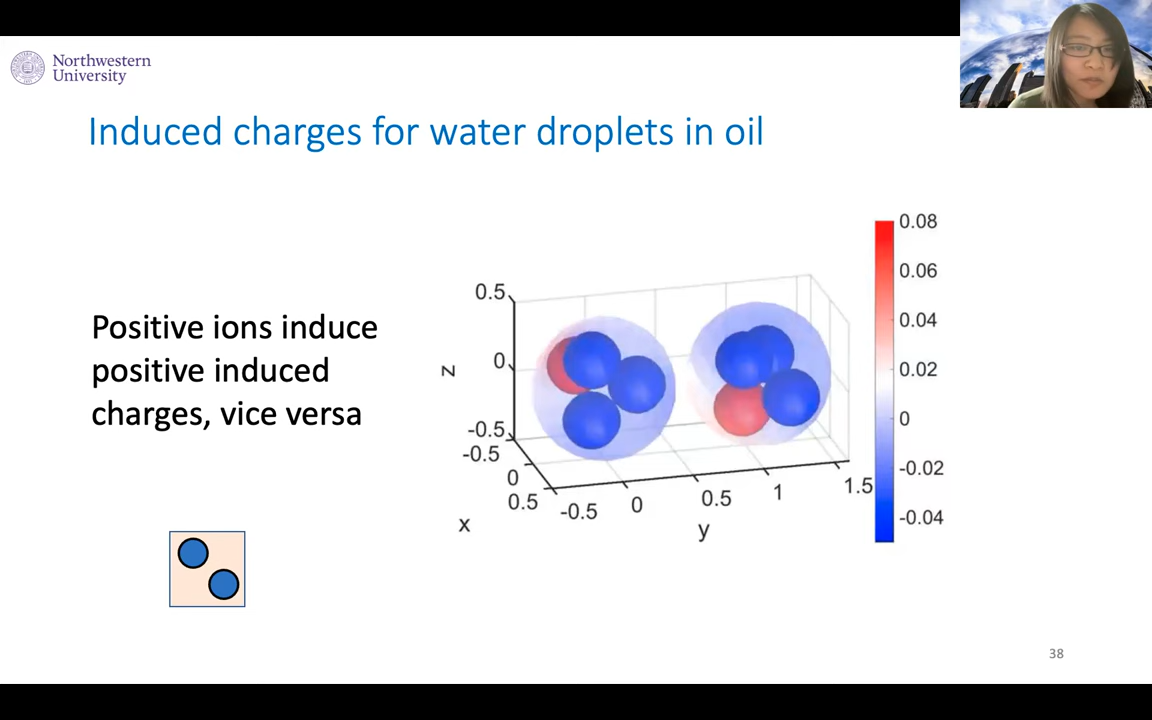 Northwestern
University
Induced charges for water droplets in oil
Positive ions induce
positive induced
charges, vice versa
0.5
0
-0.5
z
-0.5
0
0.5
x
-0.5
0
0.5
1
1.5
y
0.08
0.06
0.04
0.02
0
-0.02
-0.04
38